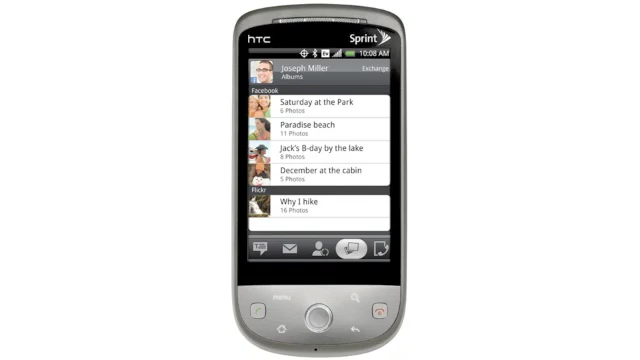 hTC
Sprint
Ev
10:08 AM
Joseph Miller
Exchange
Albums
Facebook
Saturday at the Park
6 Photos
Paradise beach
11 Photos
Jack's B-day by the lake
8 Photos
December at the cabin
5 Photos
Flickr
Why I hike
16 Photos
menu